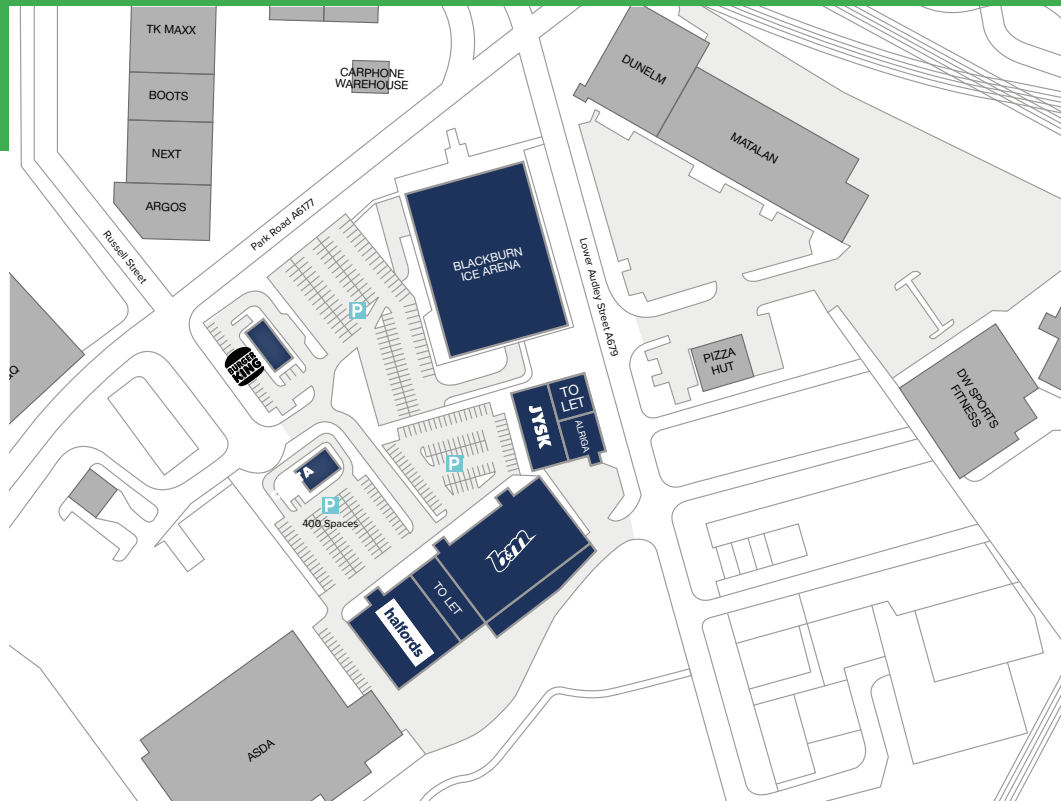 TK MAXX
CARPHONE
WAREHOUSE
DUNELM
BOOTS
MATALAN
NEXT
ARGOS
Park Road A6177
Russell Street
BLACKBURN
ICE ARENA
Lower Audley Street A679
P
PIZZA
HUT
BURGER
KING
DW SPORTS
FITNESS
JYSK
TO
LET
ALRIGA
P
P
400 Spaces
b&m
TO LET
halfords
ASDA